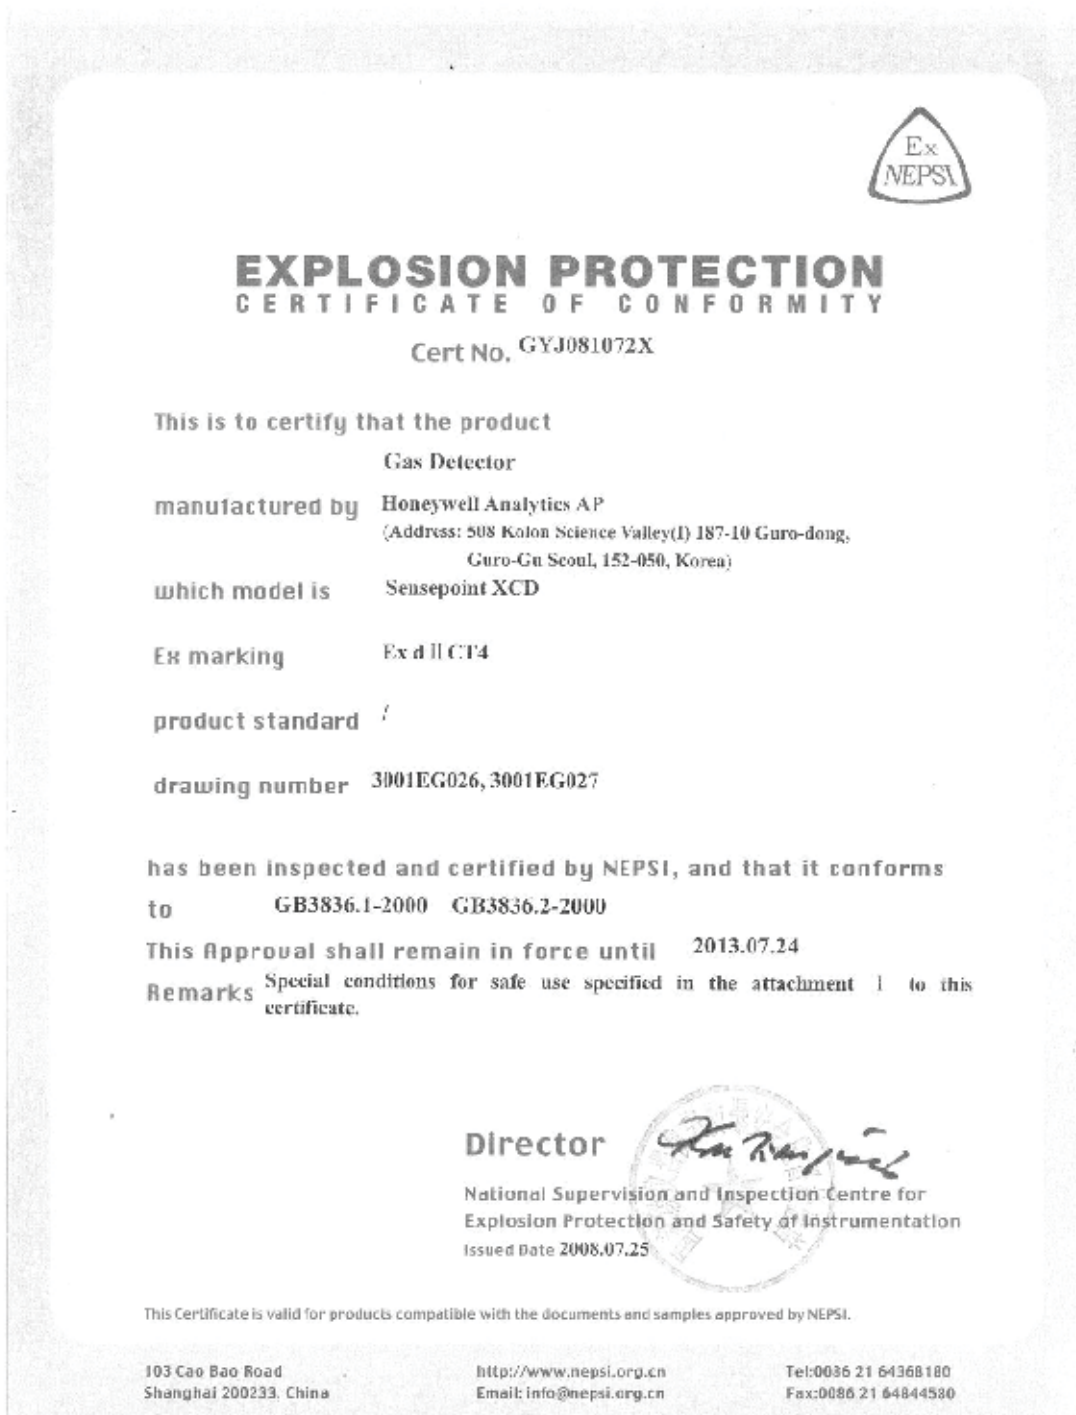 Ex
NEPSI
EXPLOSION PROTECTION
CERTIFICATE OF CONFORMITY
Cert No. GYJ081072X
This is to certify that the product
Gas Detector
manufactured by Honeywell Analytics AP
(Address: 508 Kolon Science Valley(I) 187-10 Guro-dong,
Guro-Gu Seoul, 152-050, Korea)
which model is Sensepoint XCD
Ex marking Ex d II CT4
product standard /
drawing number 3001EG026, 3001EG027
has been inspected and certified by NEPSI, and that it conforms
to GB3836.1-2000 GB3836.2-2000
This Approval shall remain in force until 2013.07.24
Remarks Special conditions for safe use specified in the attachment 1 to this
certificate.
Director
National Supervision and Inspection Centre for
Explosion Protection and Safety of Instrumentation
Issued Date 2008.07.25
This Certificate is valid for products compatible with the documents and samples approved by NEPSI.
103 Cao Bao Road http://www.nepsi.org.cn Tel:0086 21 64368180
Shanghai 200233, China Email: info@nepsi.org.cn Fax:0086 21 64844580